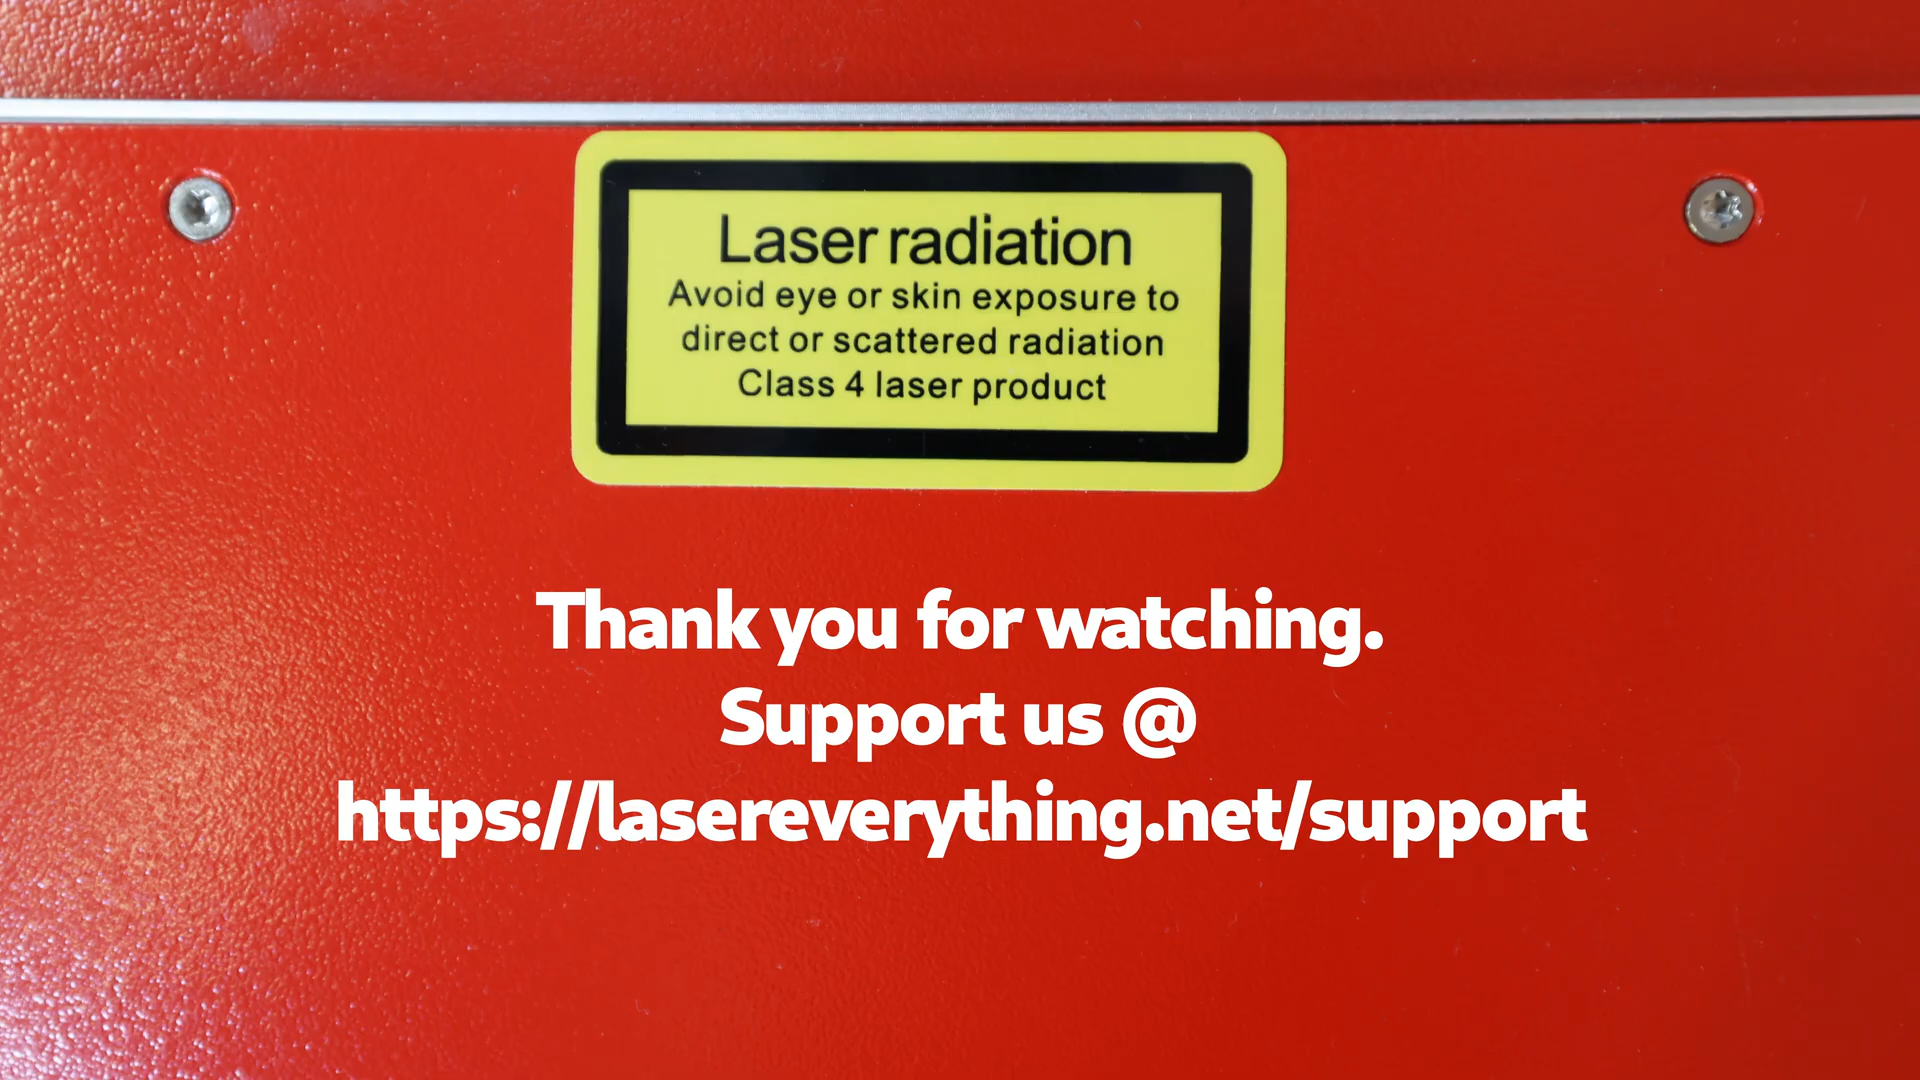 Laser radiation
Avoid eye or skin exposure to
direct or scattered radiation
Class 4 laser product
Thank you for watching.
Support us @
https://lasereverything.net/support